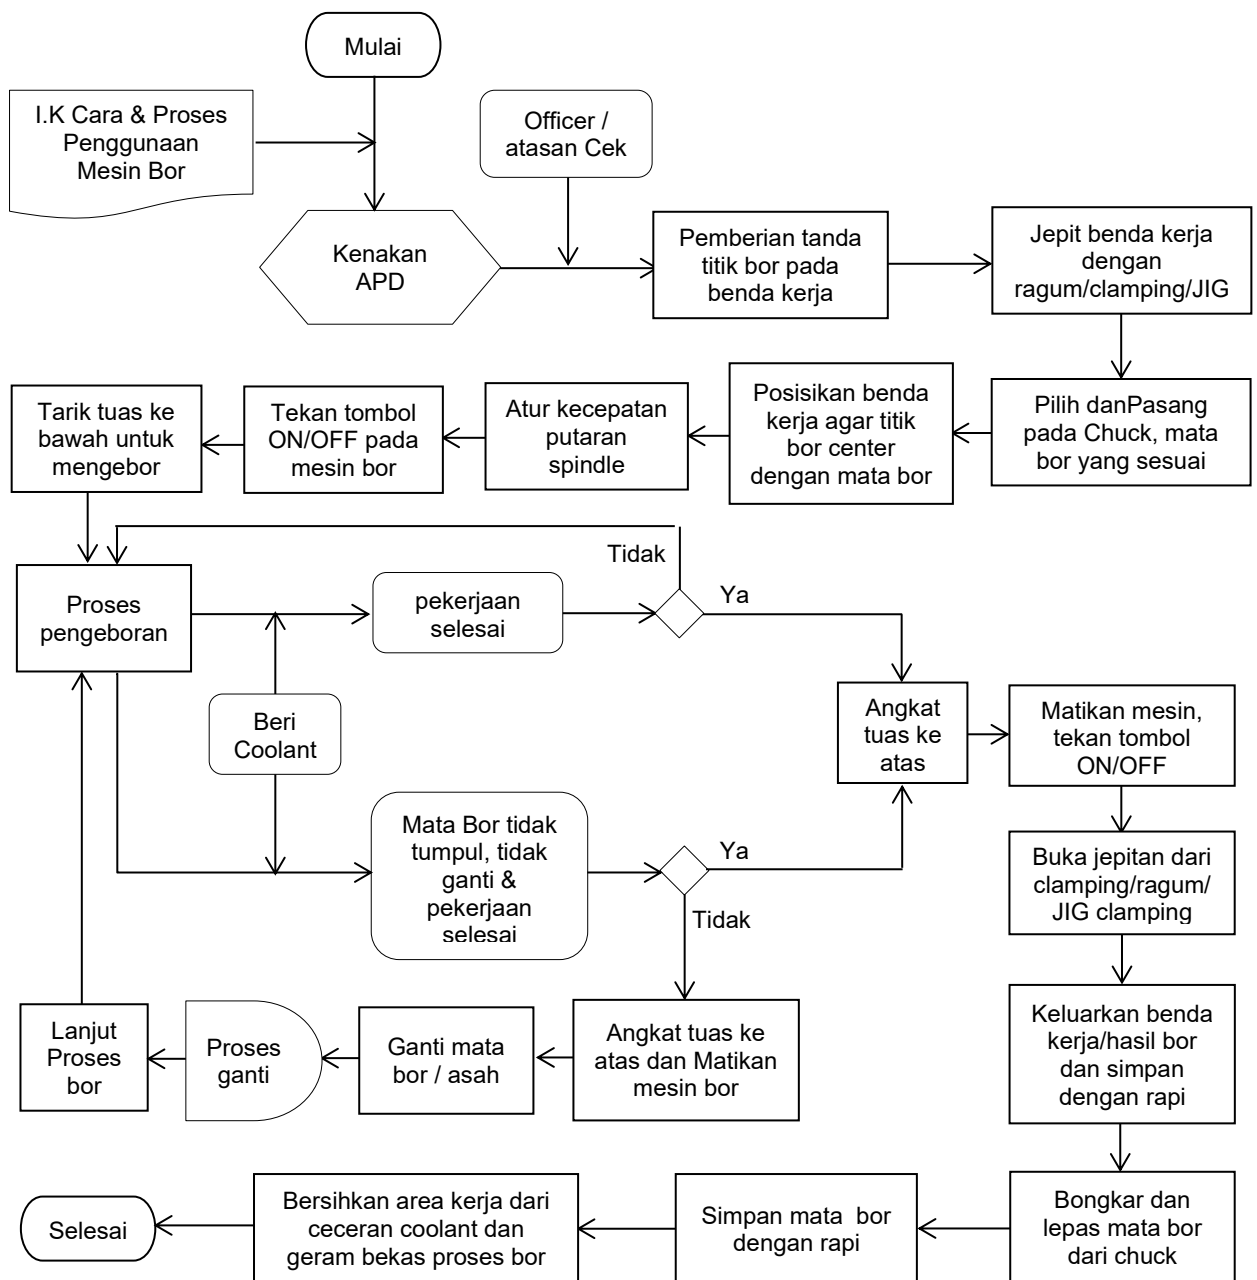 Mulai
I.K Cara & Proses
Penggunaan
Mesin Bor
Officer /
atasan Cek
Kenakan
APD
Pemberian tanda
titik bor pada
benda kerja
Jepit benda kerja
dengan
ragum/clamping/JIG
Pilih danPasang
pada Chuck, mata
bor yang sesuai
Posisikan benda
kerja agar titik
bor center
dengan mata bor
Atur kecepatan
putaran
spindle
Tekan tombol
ON/OFF pada
mesin bor
Tarik tuas ke
bawah untuk
mengebor
Proses
pengeboran
pekerjaan
selesai
Tidak
Ya
Beri
Coolant
Mata Bor tidak
tumpul, tidak
ganti &
pekerjaan
selesai
Ya
Tidak
Angkat
tuas ke
atas
Matikan mesin,
tekan tombol
ON/OFF
Buka jepitan dari
clamping/ragum/
JIG clamping
Angkat tuas ke
atas dan Matikan
mesin bor
Ganti mata
bor / asah
Proses
ganti
Lanjut
Proses
bor
Keluarkan benda
kerja/hasil bor
dan simpan
dengan rapi
Bongkar dan
lepas mata bor
dari chuck
Simpan mata bor
dengan rapi
Bersihkan area kerja dari
ceceran coolant dan
geram bekas proses bor
Selesai